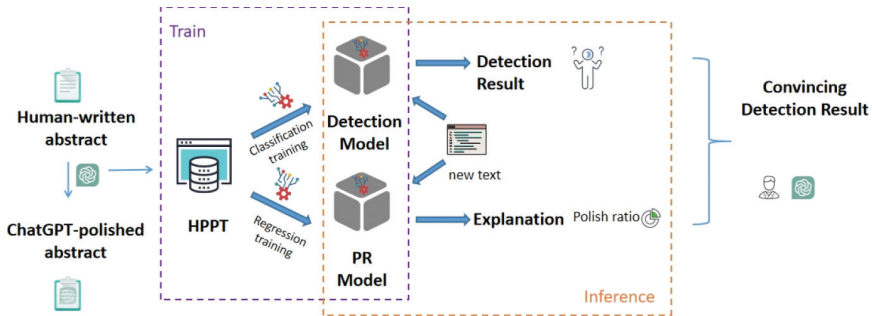 Train
Human-written
abstract
ChatGPT-polished
abstract
HPPT
Classification
training
Regression
training
Detection
Model
PR
Model
new text
Detection
Result
Explanation
Polish ratio
Inference
Convincing
Detection Result